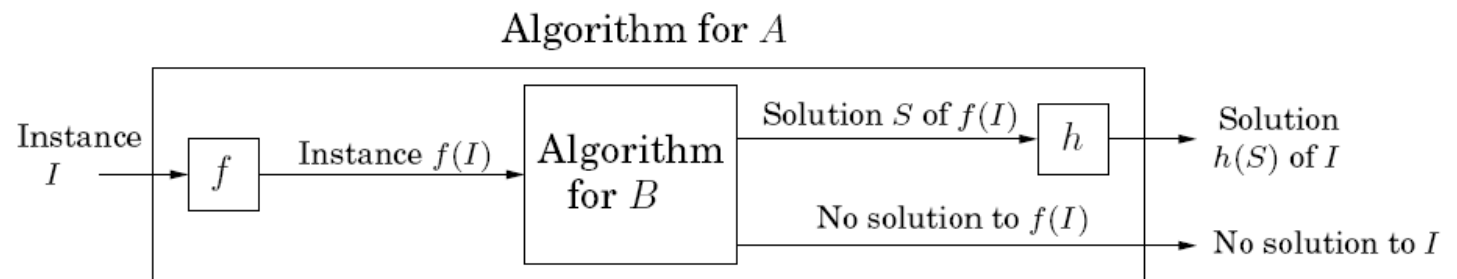 Algorithm for A
Instance
I
f
Instance f(I)
Algorithm
for B
Solution S of f(I)
h
Solution
h(S) of I
No solution to f(I)
No solution to I